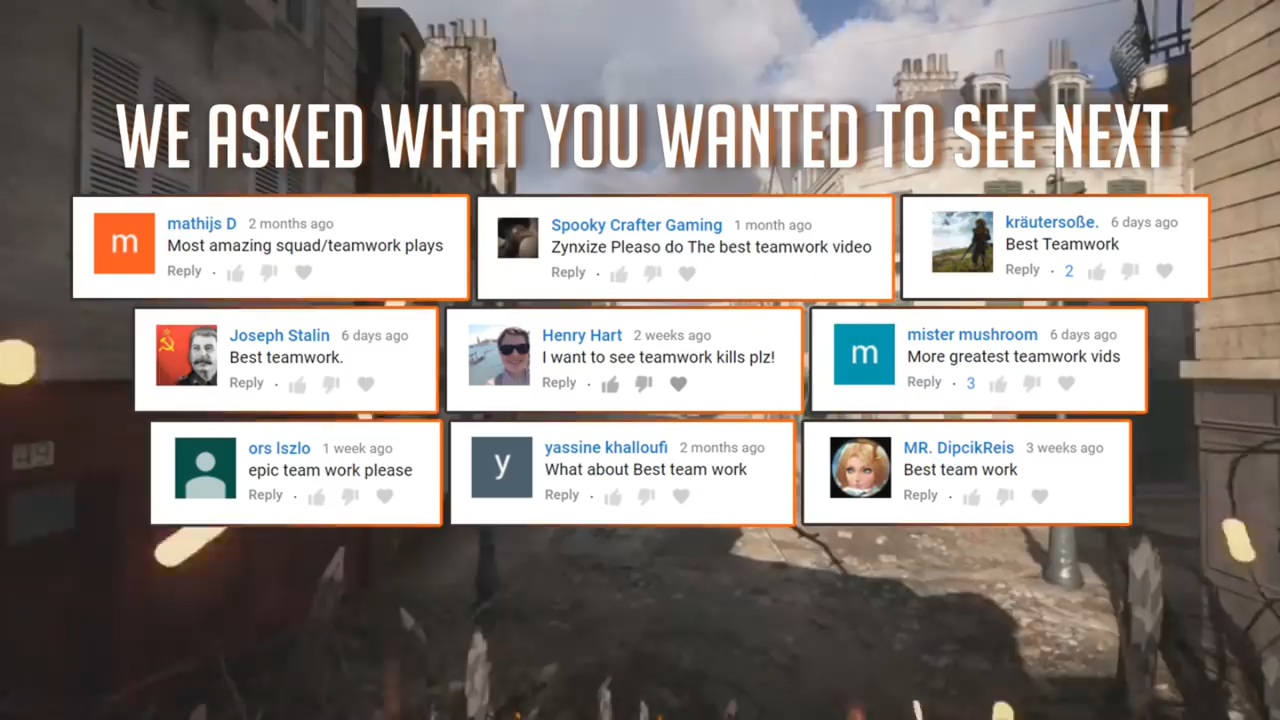 WE ASKED WHAT YOU WANTED TO SEE NEXT
mathijs D 2 months ago
Most amazing squad/teamwork plays
Reply ·
m
Spooky Crafter Gaming 1 month ago
Zynxize Pleaso do The best teamwork video
Reply ·
kräutersoße. 6 days ago
Best Teamwork
Reply · 2
Joseph Stalin 6 days ago
Best teamwork.
Reply ·
Henry Hart 2 weeks ago
I want to see teamwork kills plz!
Reply ·
m
mister mushroom 6 days ago
More greatest teamwork vids
Reply · 3
ors lszlo 1 week ago
epic team work please
Reply ·
y
yassine khalloufi 2 months ago
What about Best team work
Reply ·
MR. DipcikReis 3 weeks ago
Best team work
Reply ·
49